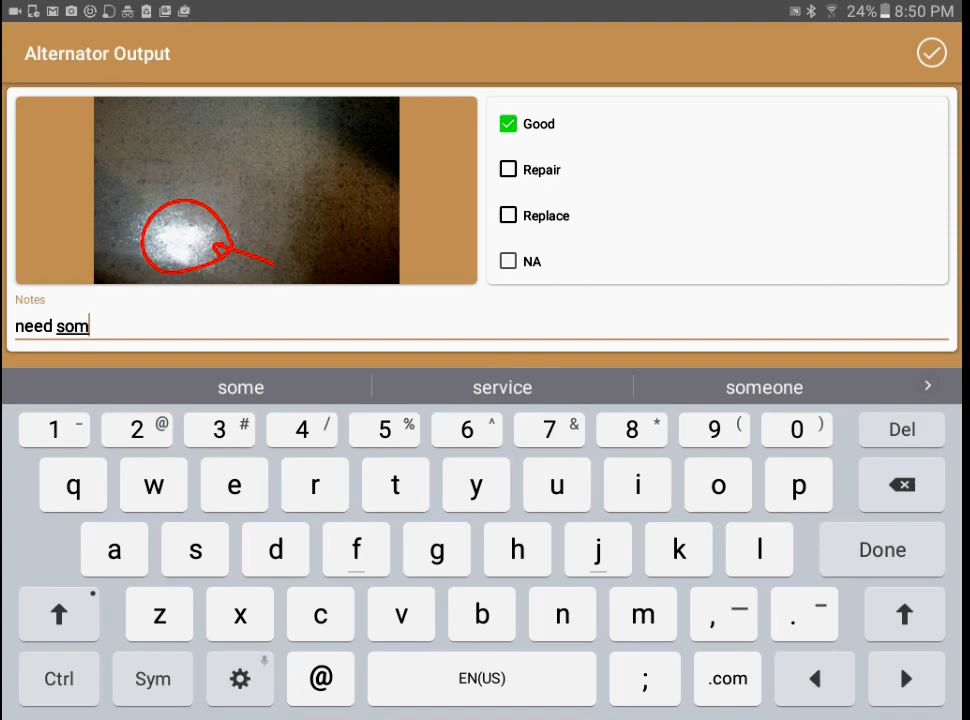 24% 8:50 PM
Alternator Output
Good
Repair
Replace
NA
Notes
need som
some service someone
1 - 2 @ 3 # 4 / 5 % 6 ^ 7 & 8 * 9 ( 0 ) Del
q w e r t y u i o p
a s d f g h j k l Done
z x c v b n m , .
Ctrl Sym @ EN(US) ; .com